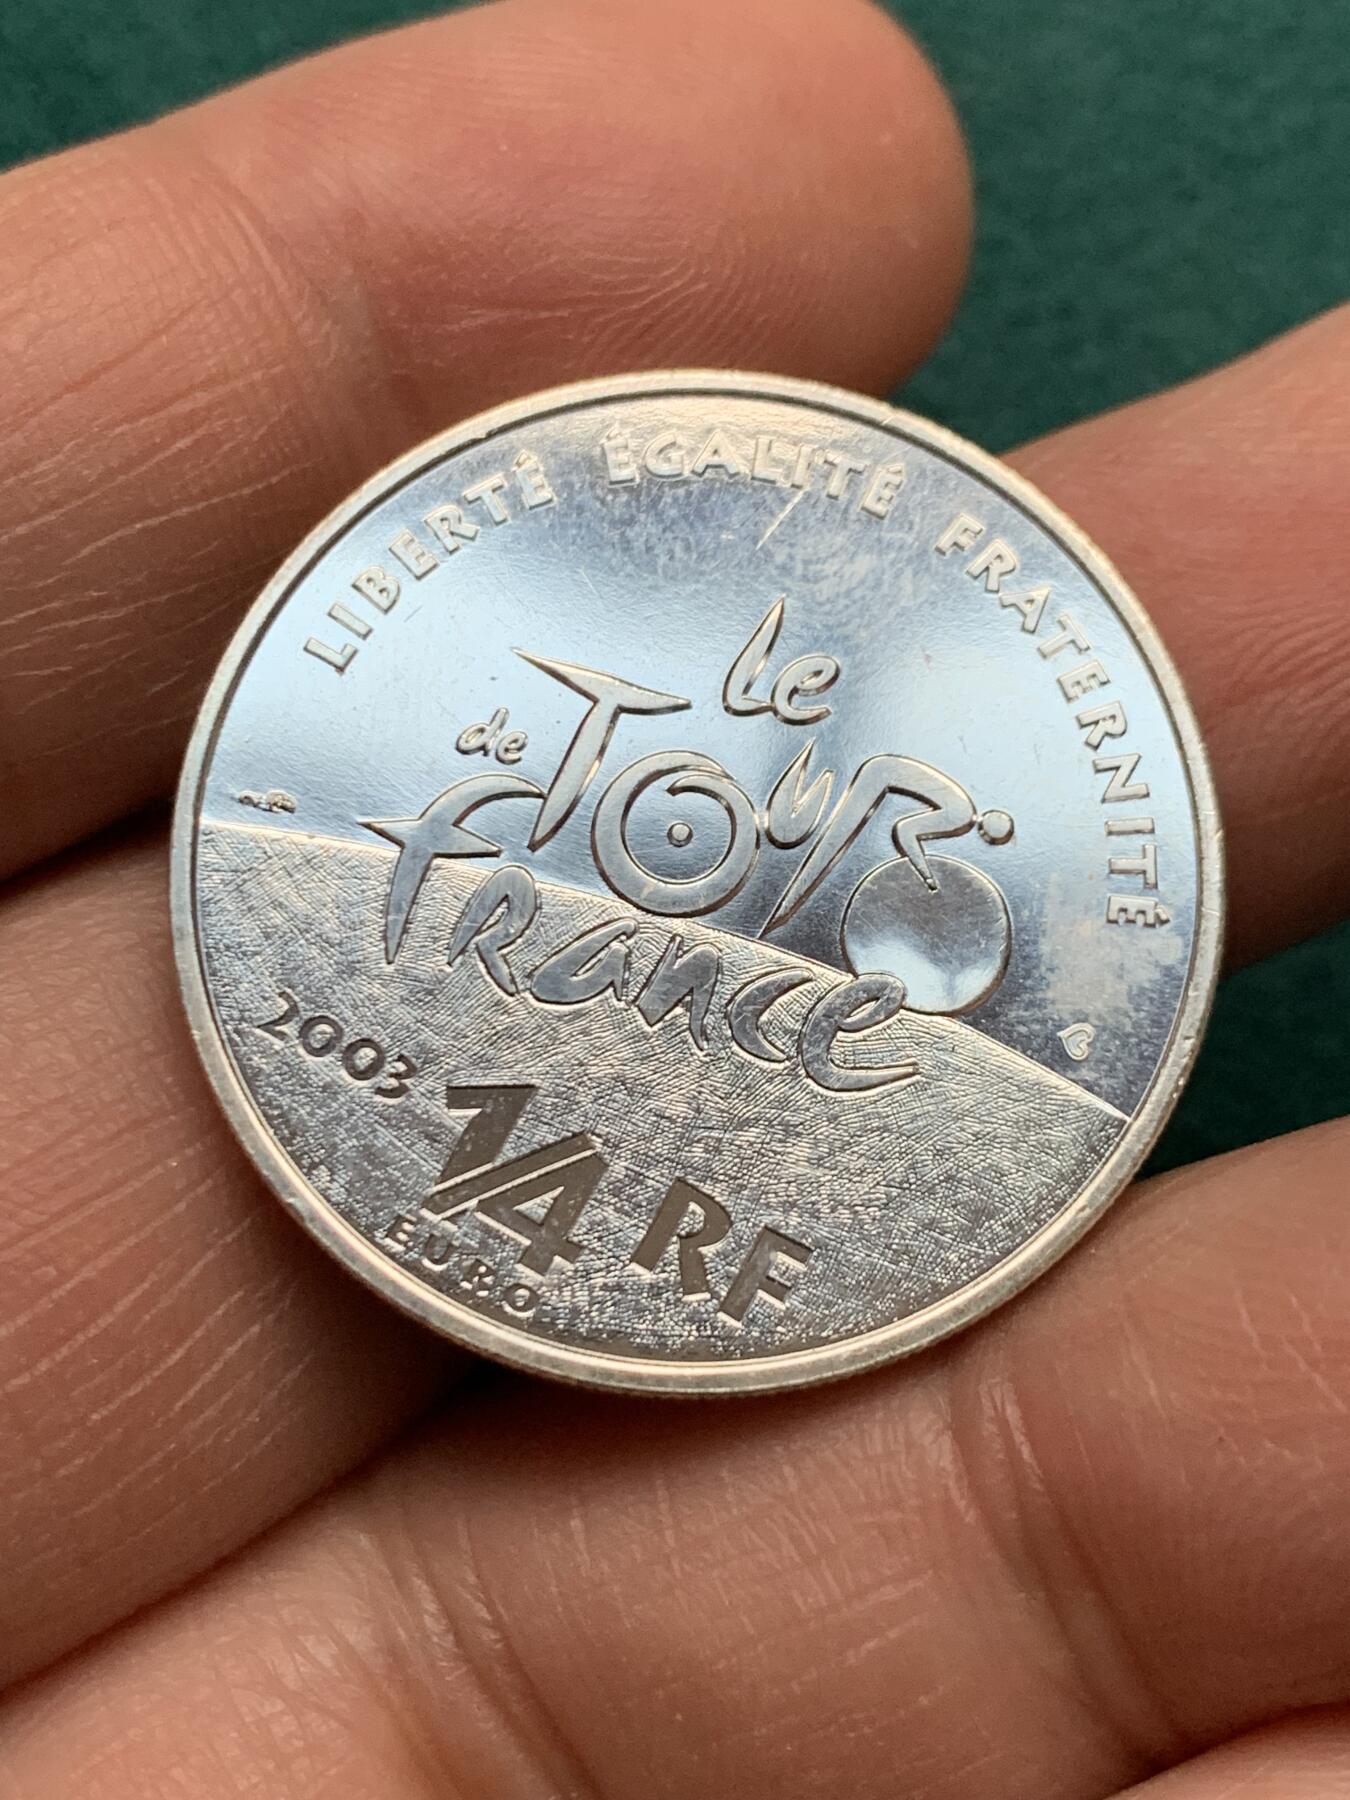 LIBERTÉ ÉGALITÉ FRATERNITÉ
Le
Tour
de
France
2003
1/4
EURO
RF